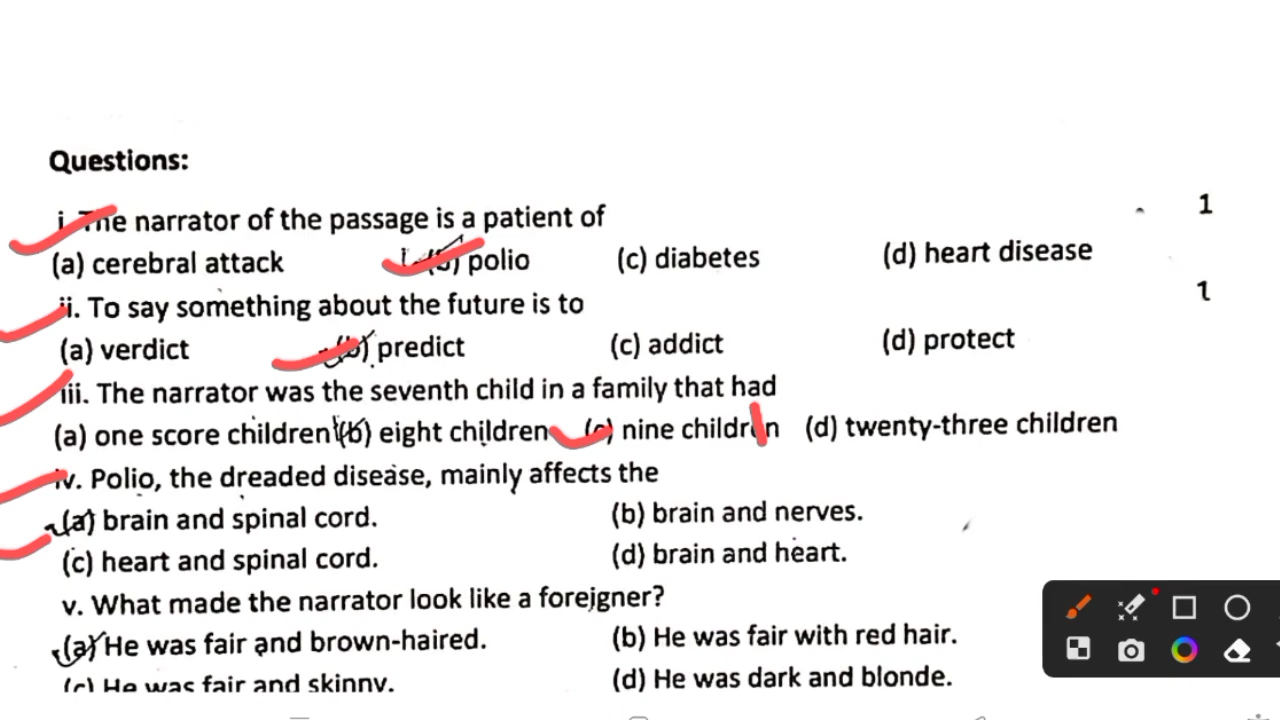 Questions:
i. The narrator of the passage is a patient of 1
(a) cerebral attack (b) polio (c) diabetes (d) heart disease
ii. To say something about the future is to 1
(a) verdict (b) predict (c) addict (d) protect
iii. The narrator was the seventh child in a family that had
(a) one score children (b) eight children (c) nine children (d) twenty-three children
iv. Polio, the dreaded disease, mainly affects the
(a) brain and spinal cord. (b) brain and nerves.
(c) heart and spinal cord. (d) brain and heart.
v. What made the narrator look like a foreigner?
(a) He was fair and brown-haired. (b) He was fair with red hair.
(c) He was fair and skinny. (d) He was dark and blonde.